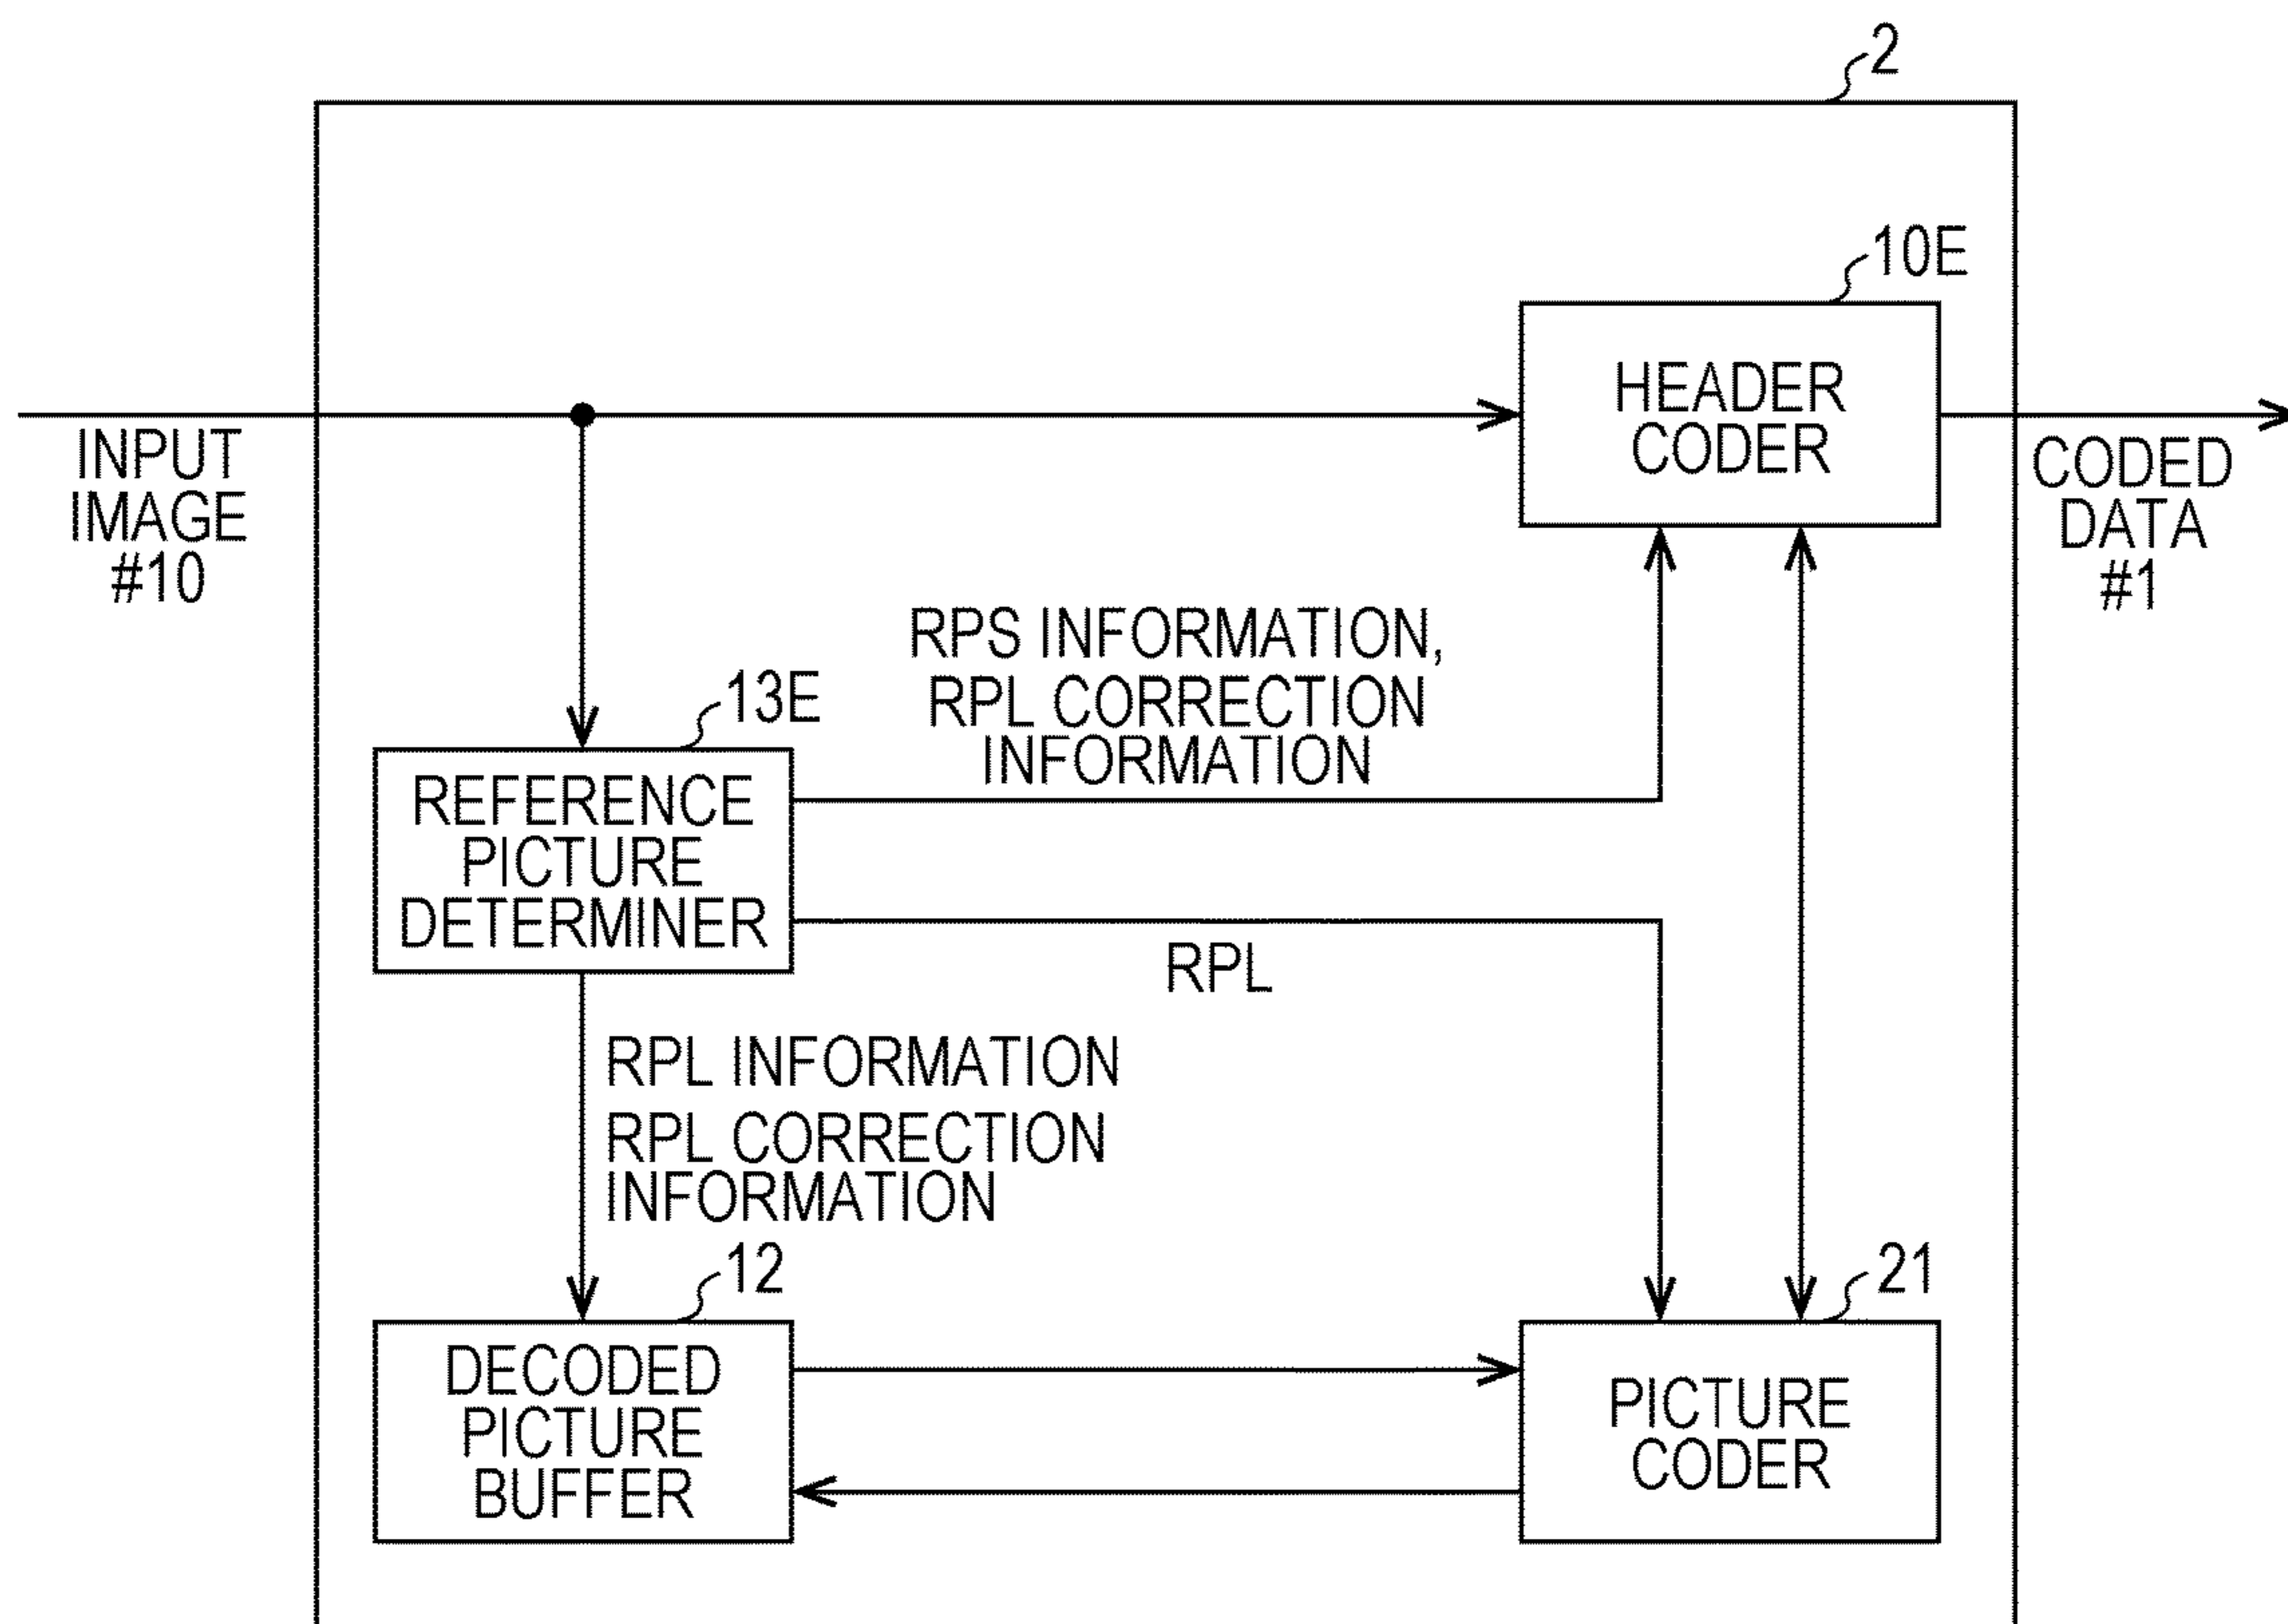 2
10E
HEADER
CODER
INPUT
IMAGE
#10
CODED
DATA
#1
RPS INFORMATION,
RPL CORRECTION
INFORMATION
13E
REFERENCE
PICTURE
DETERMINER
RPL
RPL INFORMATION
RPL CORRECTION
INFORMATION
12
21
DECODED
PICTURE
BUFFER
PICTURE
CODER